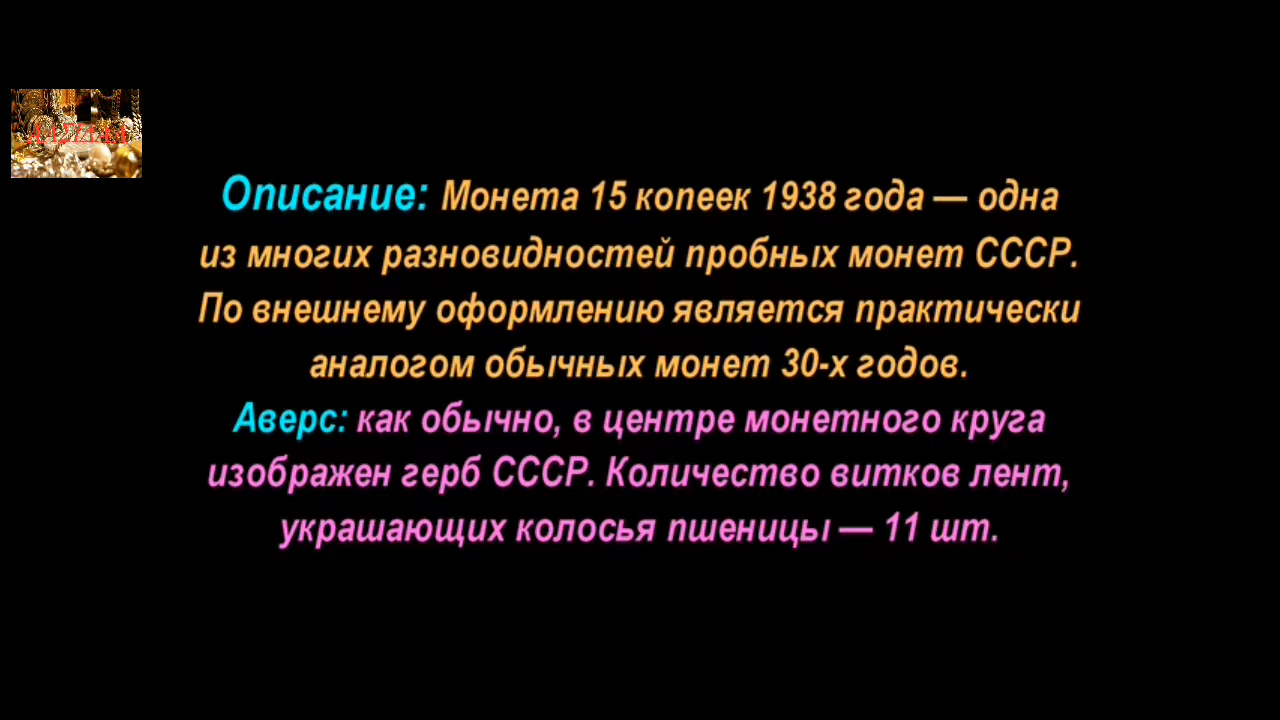 Описание: Монета 15 копеек 1938 года — одна
из многих разновидностей пробных монет СССР.
По внешнему оформлению является практически
аналогом обычных монет 30-х годов.
Аверс: как обычно, в центре монетного круга
изображен герб СССР. Количество витков лент,
украшающих колосья пшеницы — 11 шт.